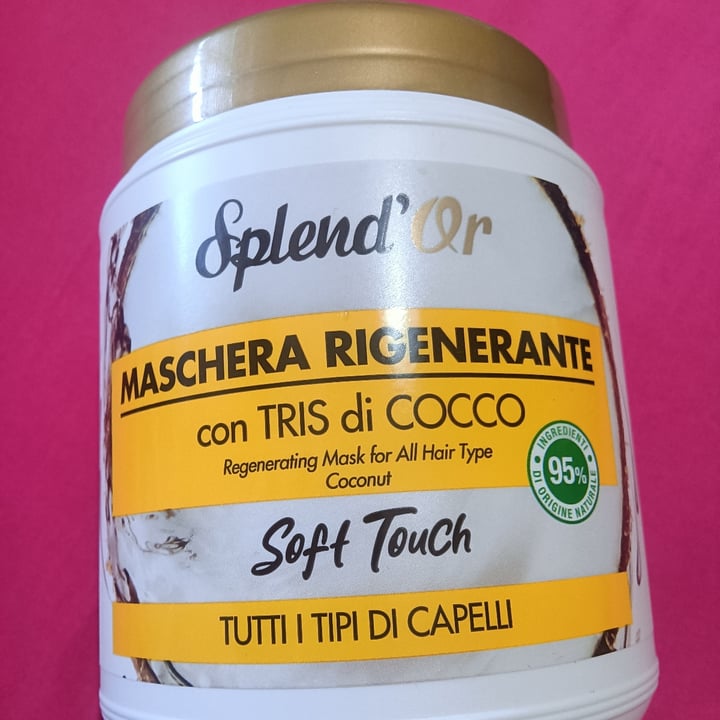 Splend'Or
MASCHERA RIGENERANTE
con TRIS di COCCO
Regenerating Mask for All Hair Type
Coconut
INGREDIENTI
95%
DI ORIGINE NATURALE
Soft Touch
TUTTI I TIPI DI CAPELLI